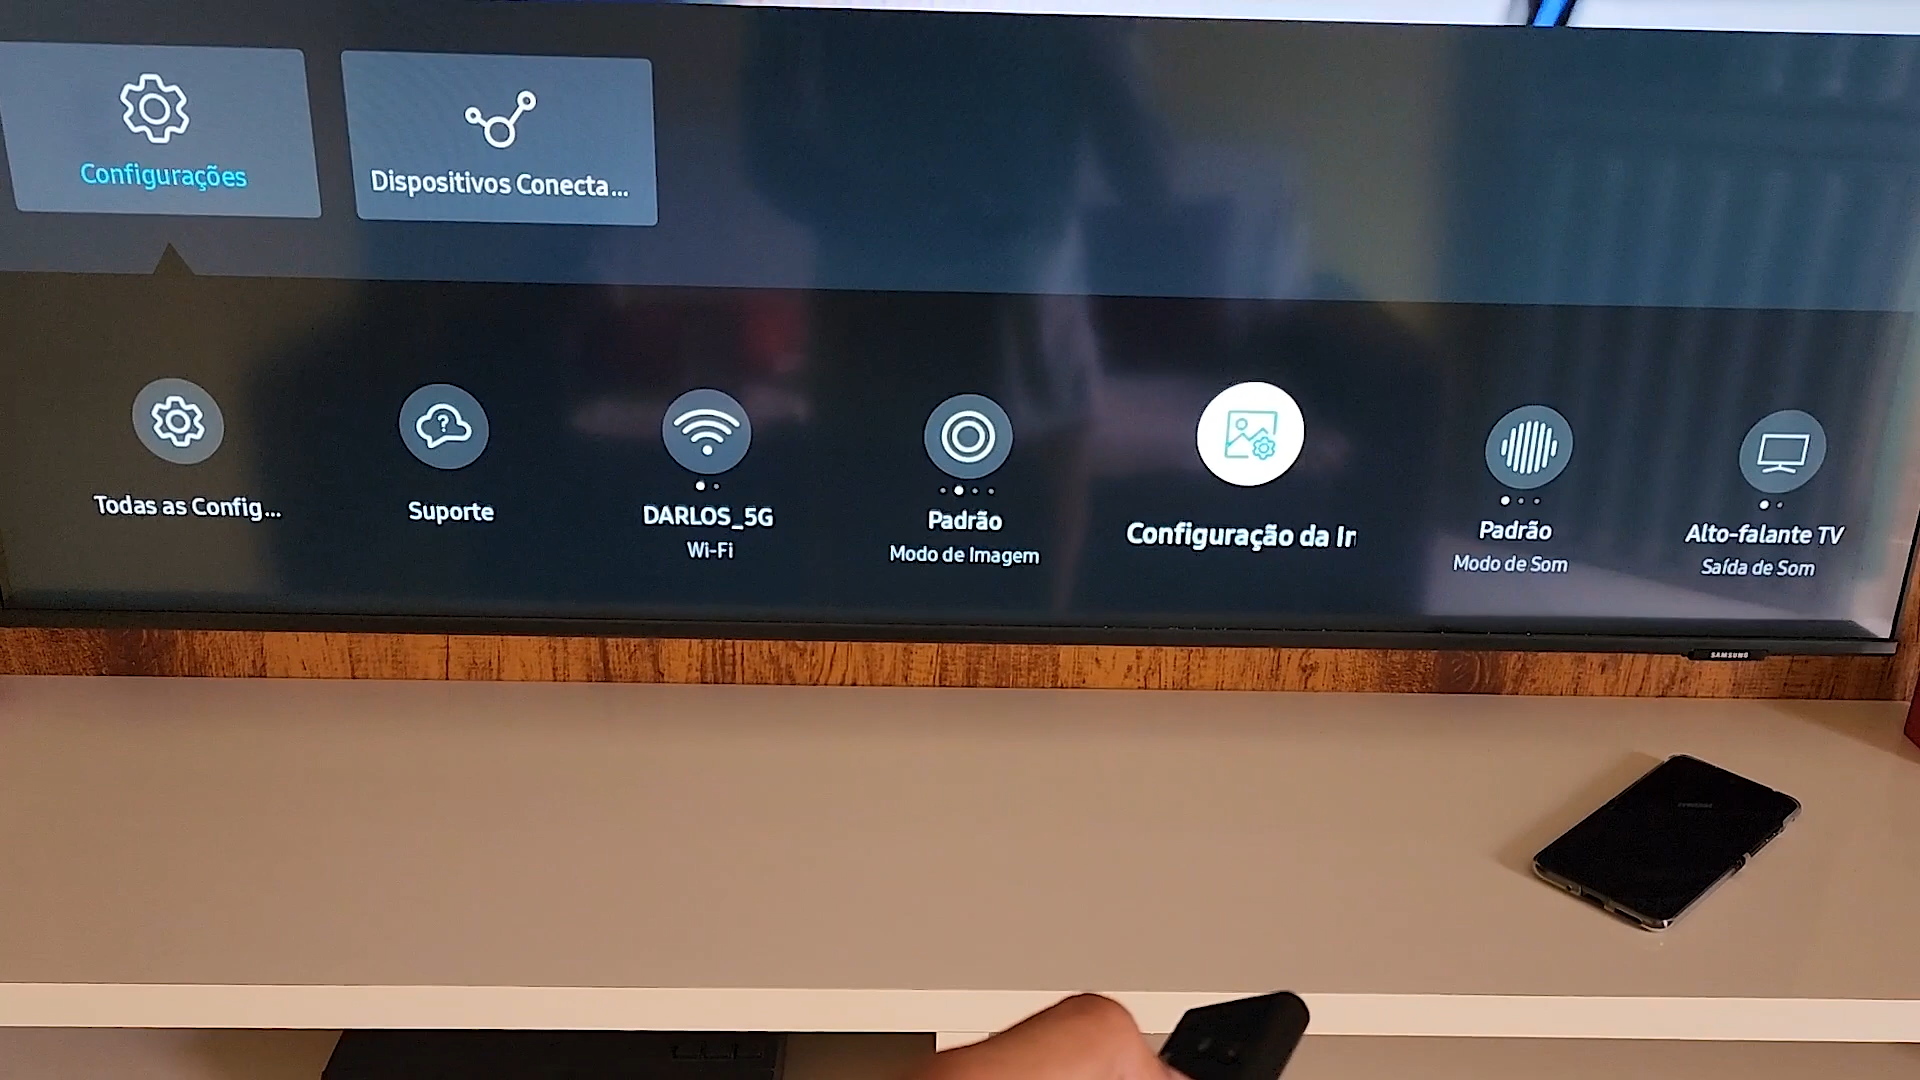 Configurações
Dispositivos Conecta...
Todas as Config...
Suporte
DARLOS_5G
Wi-Fi
Padrão
Modo de Imagem
Configuração da Ir
Padrão
Modo de Som
Alto-falante TV
Saída de Som
SAMSUNG